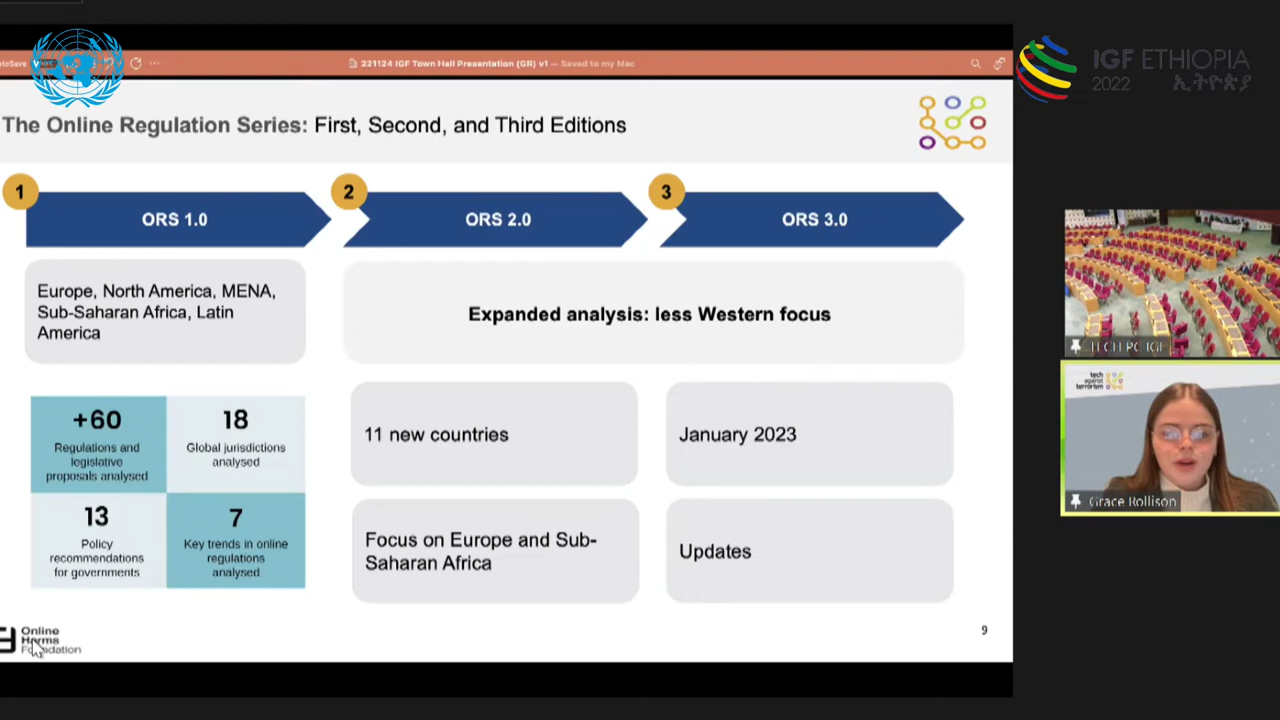 221124 IGF Town Hall Presentation (GR) v1 — Saved to my Mac
IGF ETHIOPIA
2022 ኢትዮጵያ
The Online Regulation Series: First, Second, and Third Editions
1
2
3
ORS 1.0
ORS 2.0
ORS 3.0
Europe, North America, MENA,
Sub-Saharan Africa, Latin
America
Expanded analysis: less Western focus
+60
Regulations and
legislative
proposals analysed
18
Global jurisdictions
analysed
13
Policy
recommendations
for governments
7
Key trends in online
regulations
analysed
11 new countries
Focus on Europe and Sub-
Saharan Africa
January 2023
Updates
Online
Harms
Foundation
9
TECH PC IGF
tech
against
terrorism
Grace Rollison